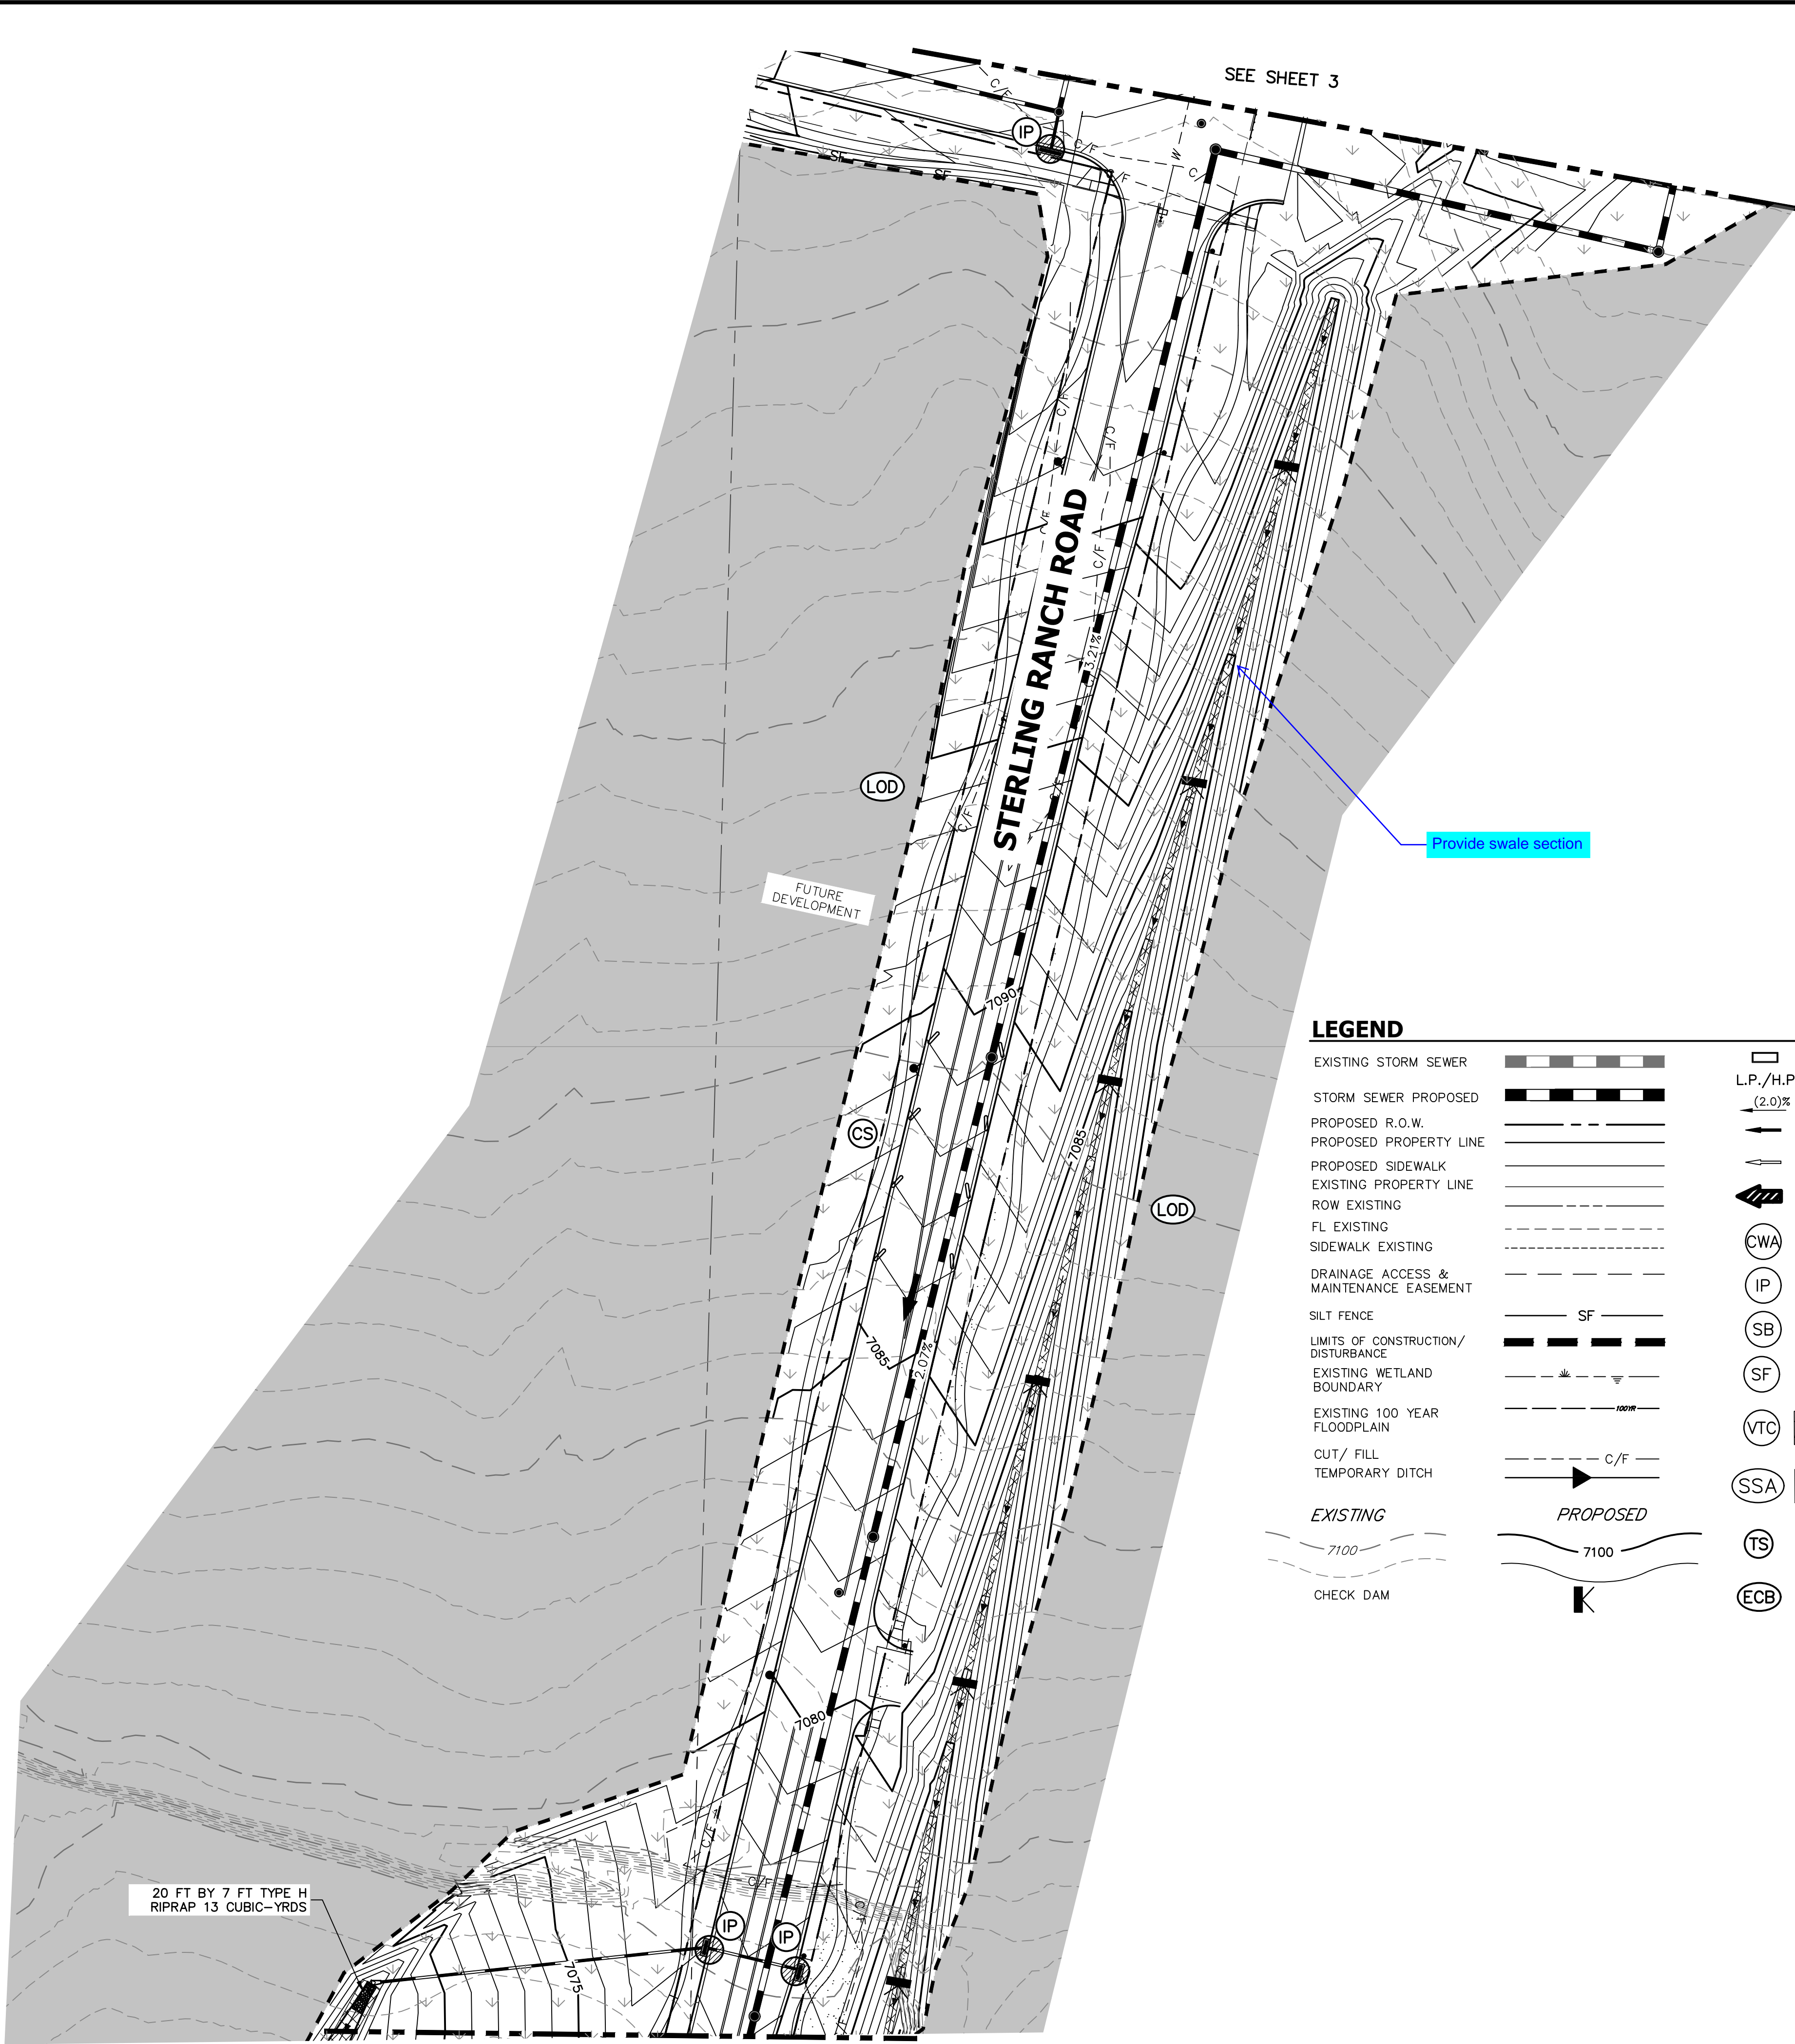 SEE SHEET 3
C/F
IP
C/F
C/F
W
SF
SF
C/F
C/F
C/F
C/F
STERLING RANCH ROAD
3.21%
LOD
C/F
Provide swale section
FUTURE
DEVELOPMENT
7090
CS
7085
LOD
7085
2.07%
7080
C/F
C/F
20 FT BY 7 FT TYPE H
RIPRAP 13 CUBIC-YRDS
IP
IP
7075
LEGEND
EXISTING STORM SEWER
STORM SEWER PROPOSED
PROPOSED R.O.W.
PROPOSED PROPERTY LINE
PROPOSED SIDEWALK
EXISTING PROPERTY LINE
ROW EXISTING
FL EXISTING
SIDEWALK EXISTING
DRAINAGE ACCESS &
MAINTENANCE EASEMENT
SILT FENCE SF
LIMITS OF CONSTRUCTION/
DISTURBANCE
EXISTING WETLAND
BOUNDARY
EXISTING 100 YEAR
FLOODPLAIN
100YR
CUT/ FILL C/F
TEMPORARY DITCH
EXISTING PROPOSED
7100 7100
CHECK DAM
L.P./H.P
(2.0)%
CWA
IP
SB
SF
VTC
SSA
TS
ECB